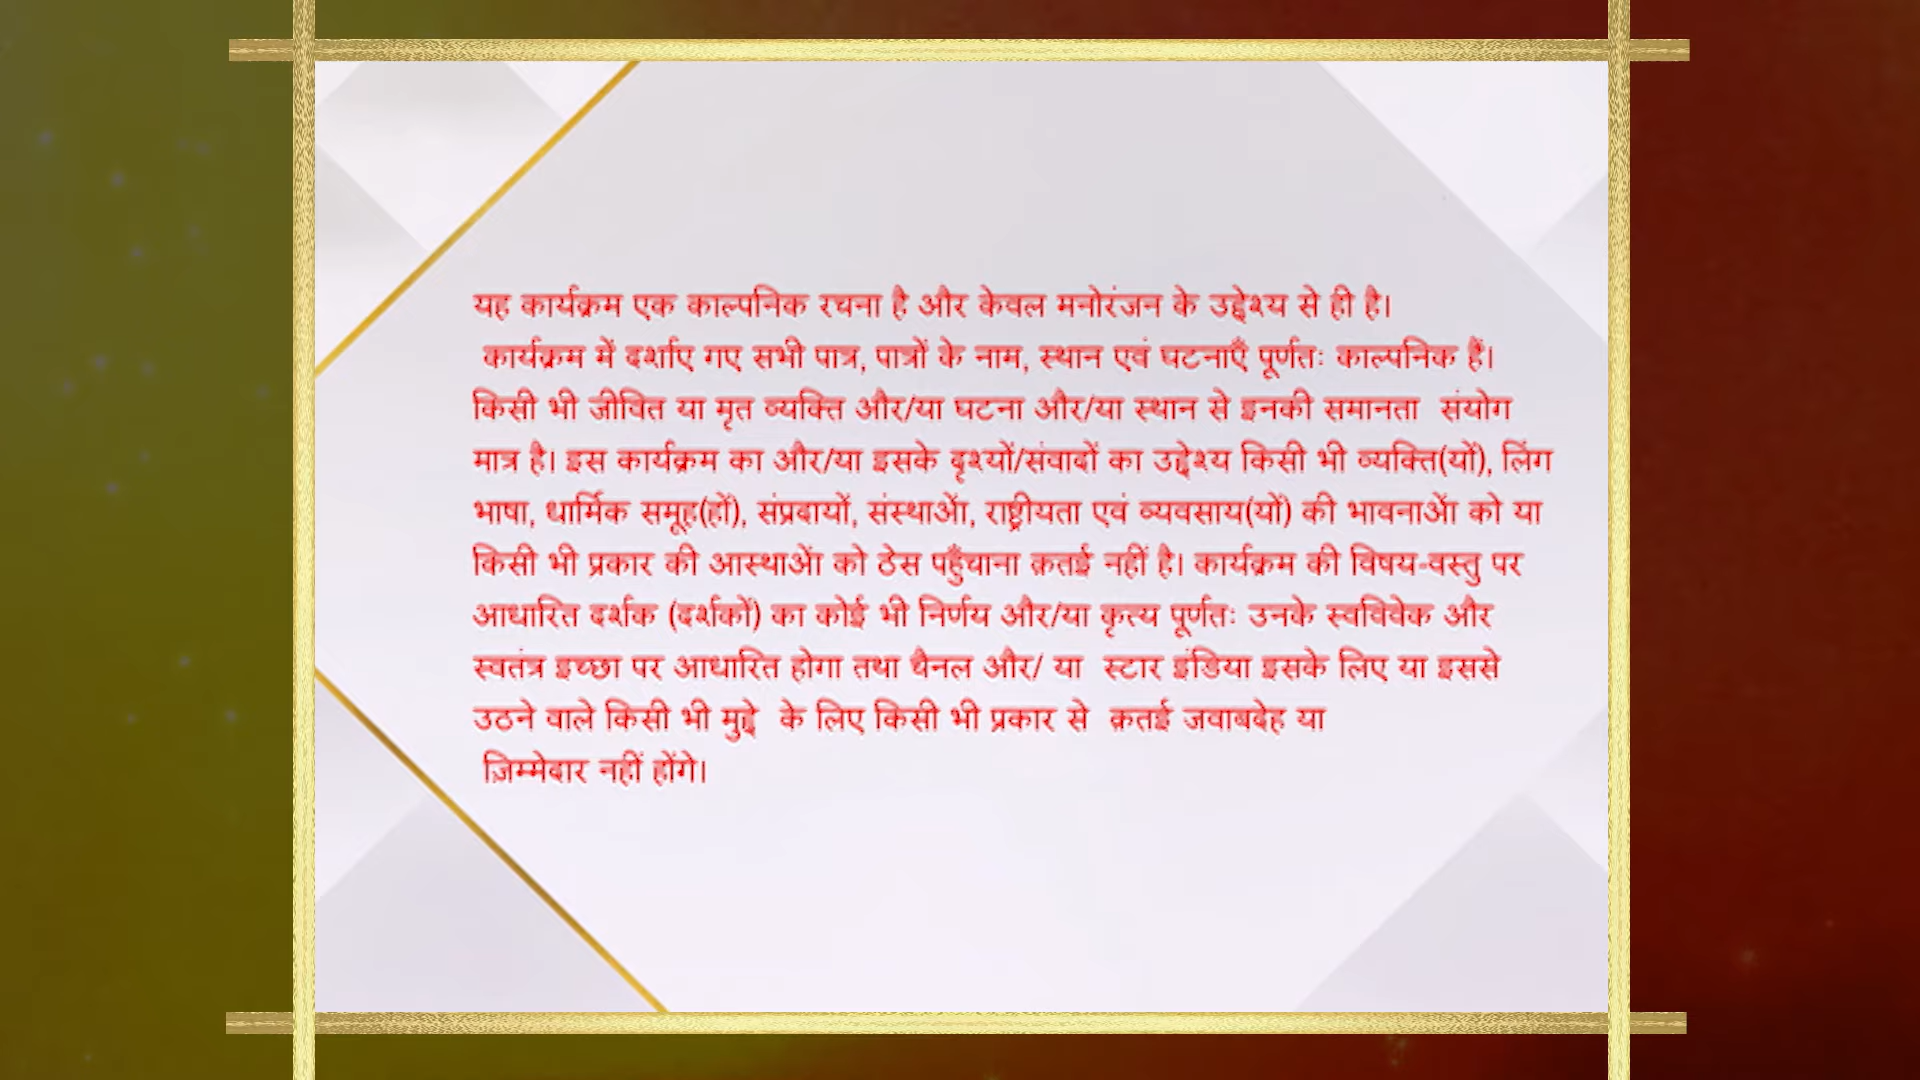 यह कार्यक्रम एक काल्पनिक रचना है और केवल मनोरंजन के उद्देश्य से ही है।
कार्यक्रम में दर्शाए गए सभी पात्र, पात्रों के नाम, स्थान एवं घटनाएँ पूर्णतः काल्पनिक हैं।
किसी भी जीवित या मृत व्यक्ति और/या घटना और/या स्थान से इनकी समानता संयोग
मात्र है। इस कार्यक्रम का और/या इसके दृश्यों/संवादों का उद्देश्य किसी भी व्यक्ति(यों), लिंग
भाषा, धार्मिक समूह(हों), संप्रदायों, संस्थाओं, राष्ट्रीयता एवं व्यवसाय(यों) की भावनाओं को या
किसी भी प्रकार की आस्थाओं को ठेस पहुँचाना क़तई नहीं है। कार्यक्रम की विषय-वस्तु पर
आधारित दर्शक (दर्शकों) का कोई भी निर्णय और/या कृत्य पूर्णतः उनके स्वविवेक और
स्वतंत्र इच्छा पर आधारित होगा तथा चैनल और/ या स्टार इंडिया इसके लिए या इससे
उठने वाले किसी भी मुद्दे के लिए किसी भी प्रकार से क़तई जवाबदेह या
ज़िम्मेदार नहीं होंगे।